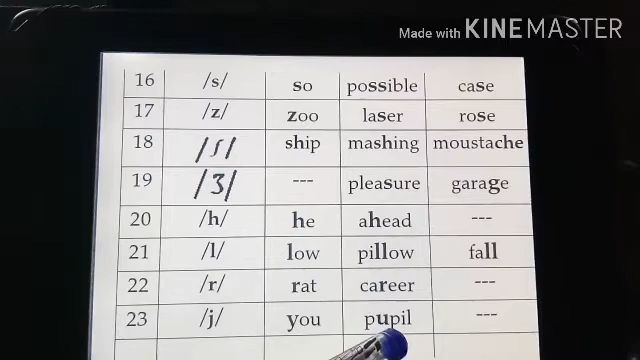 Made with KINEMASTER
16 /s/ so possible case
17 /z/ zoo laser rose
18 /ʃ/ ship mashing moustache
19 /ʒ/ --- pleasure garage
20 /h/ he ahead ---
21 /l/ low pillow fall
22 /r/ rat career ---
23 /j/ you pupil ---